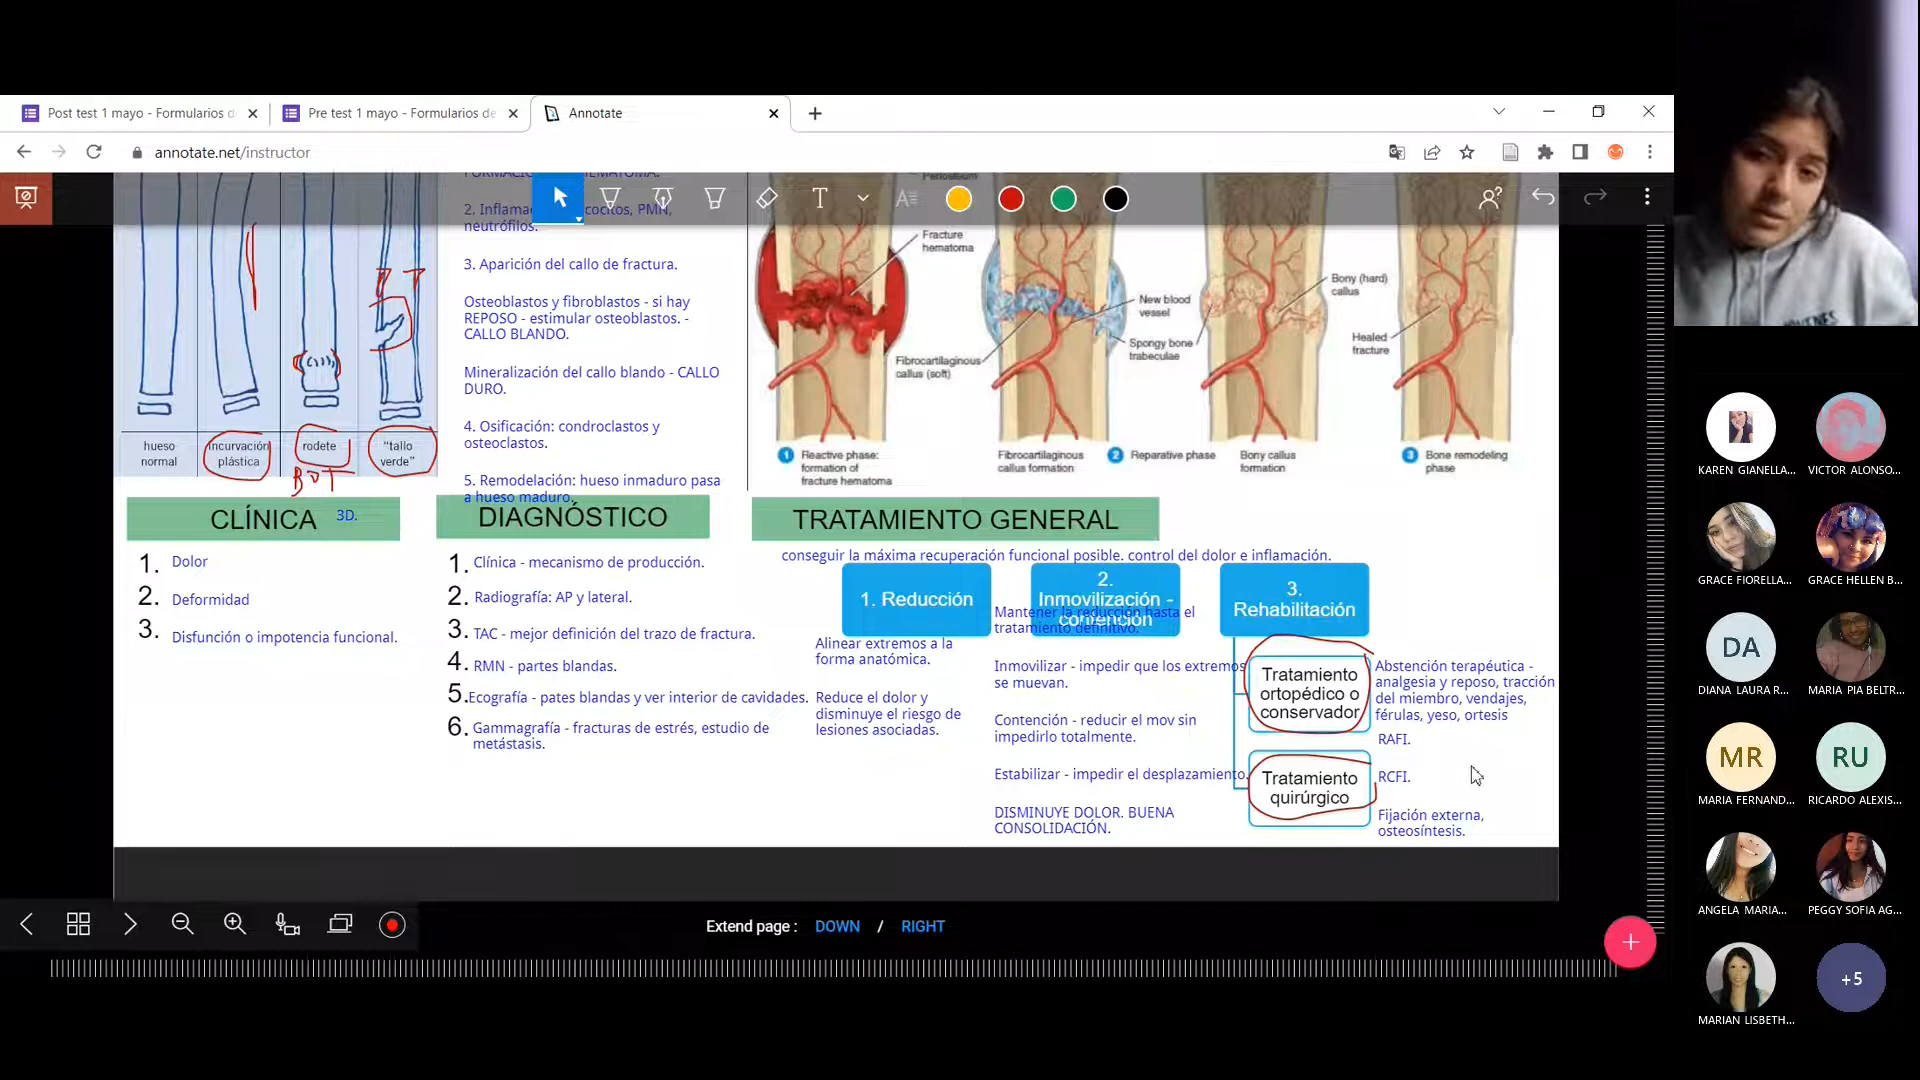 Post test 1 mayo - Formularios d
Pre test 1 mayo - Formularios de
Annotate
annotate.net/instructor
2. Inflama
cocitos, PMN,
neutrófilos.
3. Aparición del callo de fractura.
Osteoblastos y fibroblastos - si hay
REPOSO - estimular osteoblastos. -
CALLO BLANDO.
Mineralización del callo blando - CALLO
DURO.
4. Osificación: condroclastos y
osteoclastos.
5. Remodelación: hueso inmaduro pasa
a hueso maduro.
hueso
normal
incurvación
plástica
rodete
"tallo
verde"
BOT
Fracture
hematoma
Fibrocartilaginous
callus (soft)
New blood
vessel
Spongy bone
trabeculae
Bony (hard)
callus
Healed
fracture
1 Reactive phase:
formation of
fracture hematoma
Fibrocartilaginous
callus formation
2 Reparative phase
Bony callus
formation
3 Bone remodeling
phase
CLÍNICA 3D.
1. Dolor
2. Deformidad
3. Disfunción o impotencia funcional.
DIAGNÓSTICO
1. Clínica - mecanismo de producción.
2. Radiografía: AP y lateral.
3. TAC - mejor definición del trazo de fractura.
4. RMN - partes blandas.
5. Ecografía - pates blandas y ver interior de cavidades.
6. Gammagrafía - fracturas de estrés, estudio de
metástasis.
TRATAMIENTO GENERAL
conseguir la máxima recuperación funcional posible. control del dolor e inflamación.
1. Reducción
Alinear extremos a la
forma anatómica.
Reduce el dolor y
disminuye el riesgo de
lesiones asociadas.
2.
Inmovilización -
contención
Mantener la reducción hasta el
tratamiento definitivo.
Inmovilizar - impedir que los extremos
se muevan.
Contención - reducir el mov sin
impedirlo totalmente.
Estabilizar - impedir el desplazamiento.
DISMINUYE DOLOR. BUENA
CONSOLIDACIÓN.
3.
Rehabilitación
Tratamiento
ortopédico o
conservador
Abstención terapéutica -
analgesia y reposo, tracción
del miembro, vendajes,
férulas, yeso, ortesis
Tratamiento
quirúrgico
RAFI.
RCFI.
Fijación externa,
osteosíntesis.
Extend page : DOWN / RIGHT
KAREN GIANELLA...
VICTOR ALONSO...
GRACE FIORELLA...
GRACE HELLEN B...
DA
DIANA LAURA R...
MARIA PIA BELTR...
MR
MARIA FERNAND...
RU
RICARDO ALEXIS...
ANGELA MARIA...
PEGGY SOFIA AG...
MARIAN LISBETH...
+5